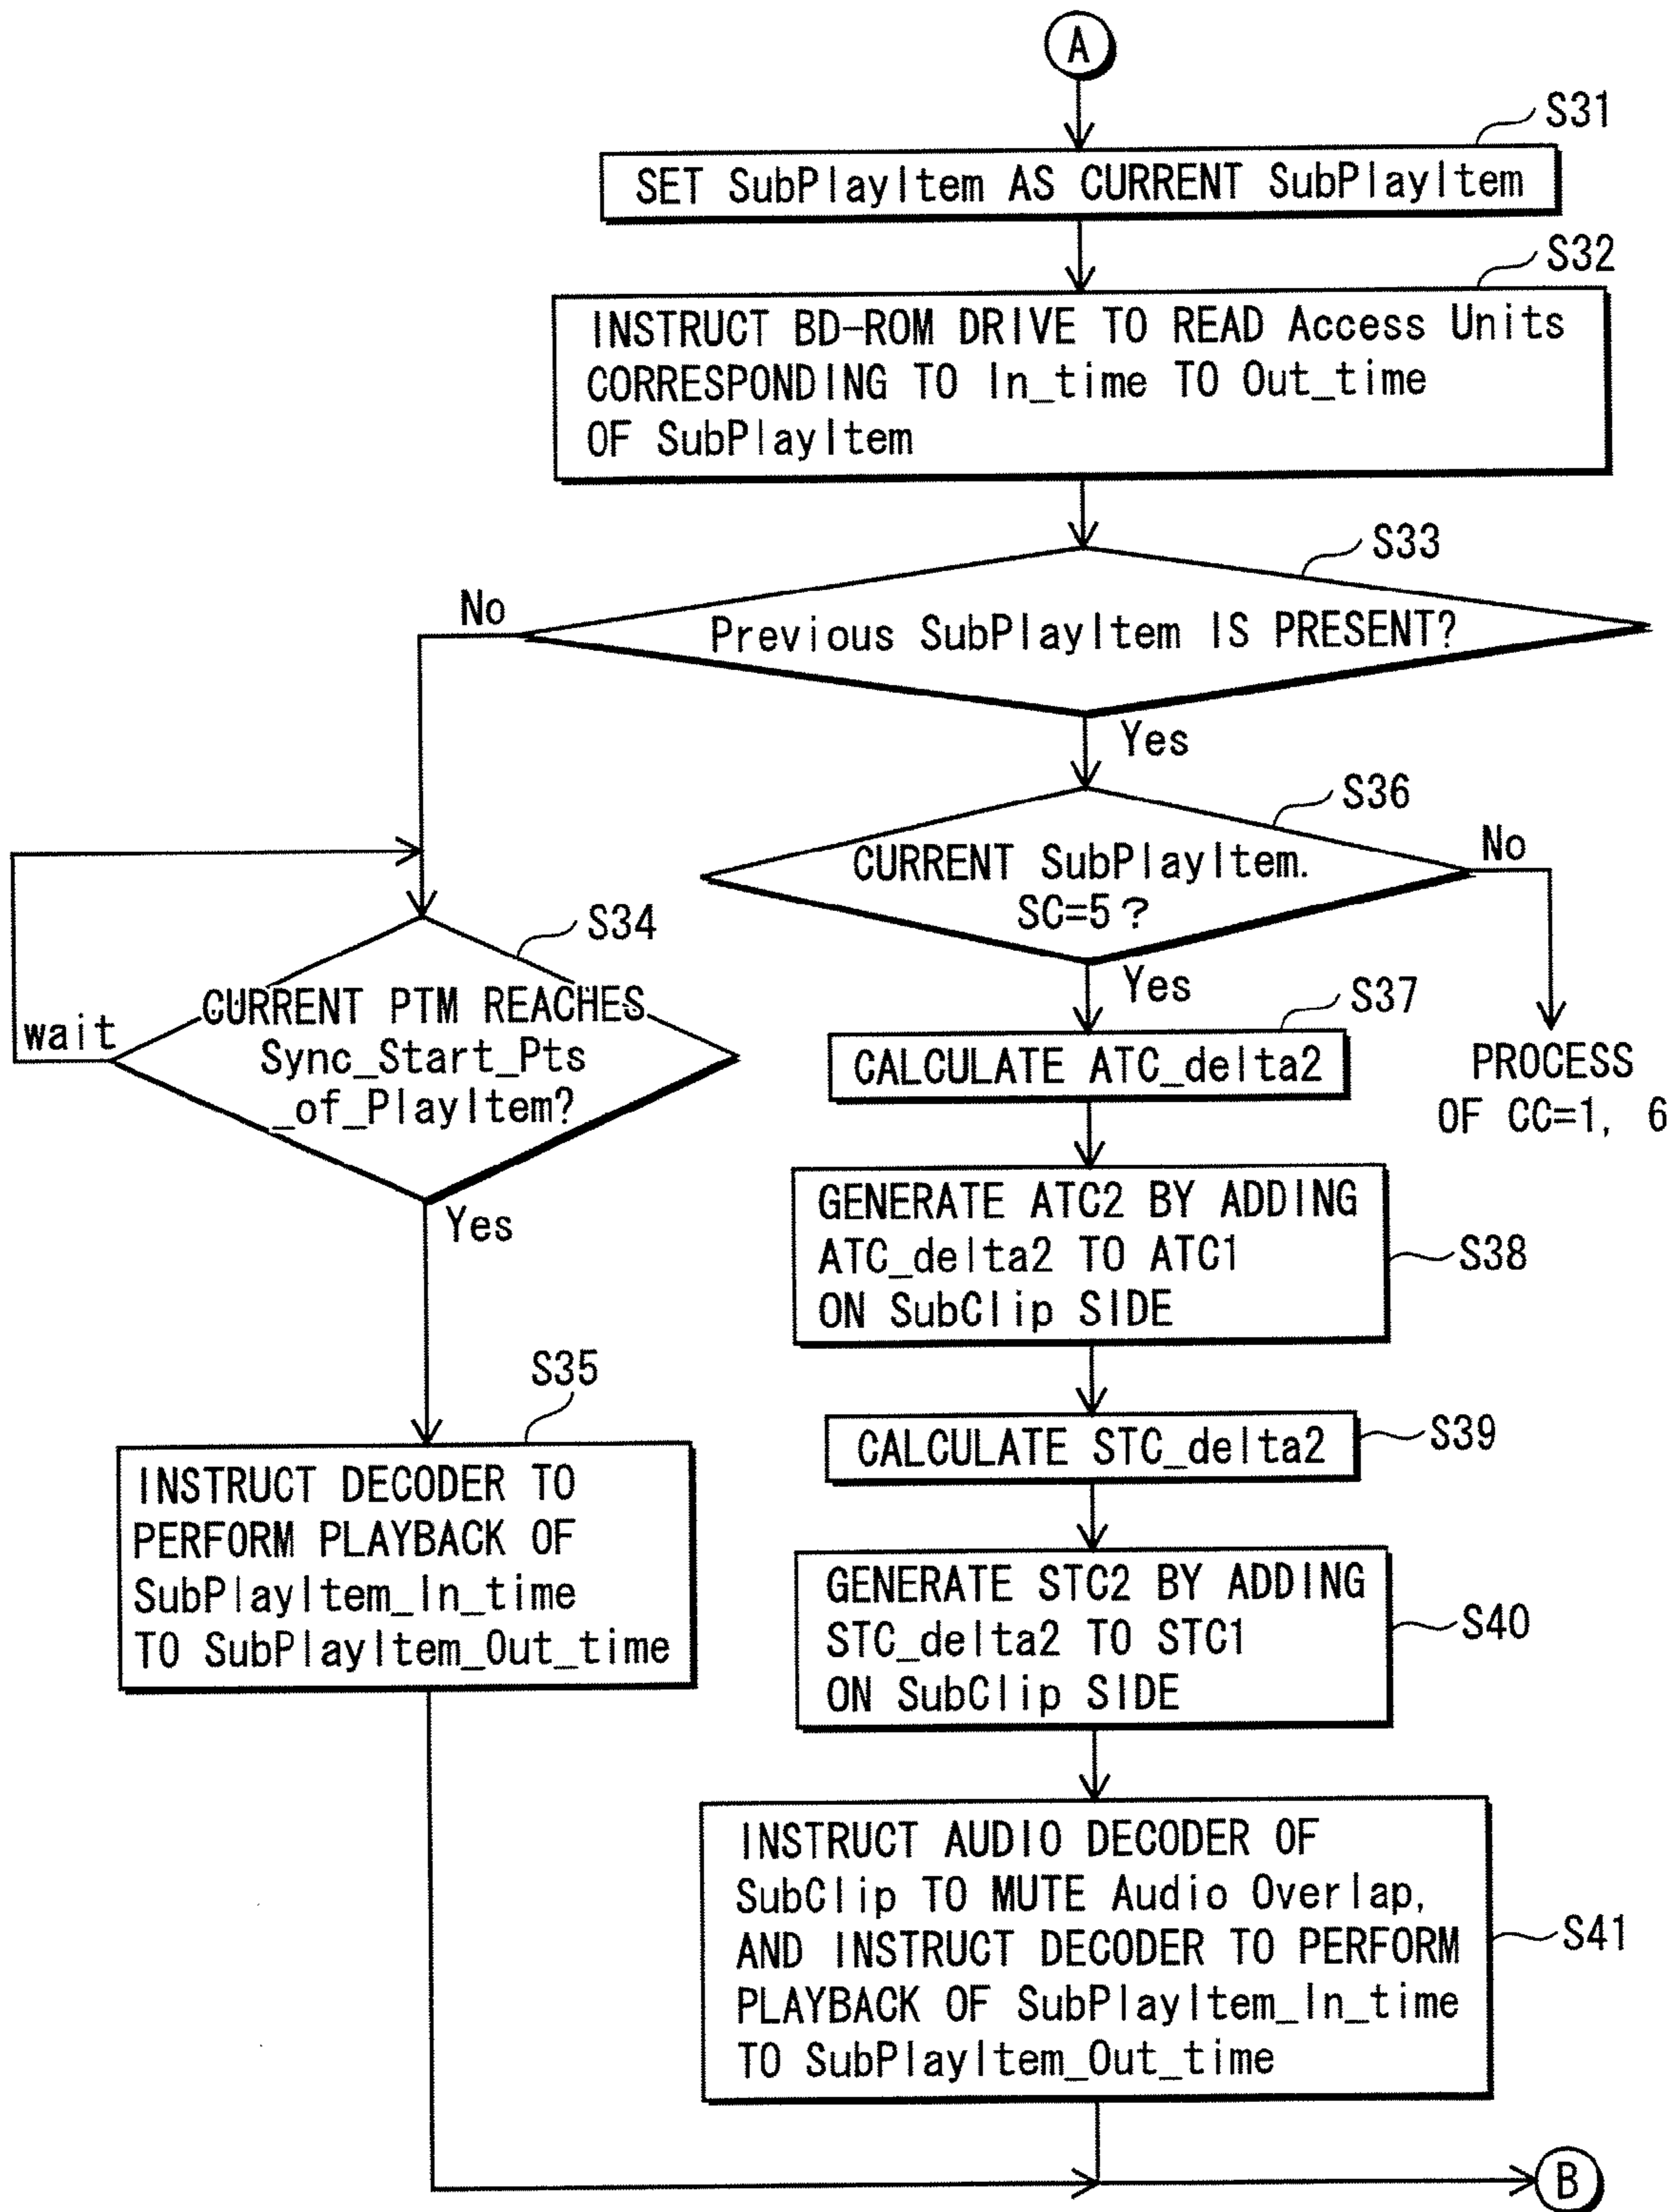 A
S31
SET SubPlayItem AS CURRENT SubPlayItem
S32
INSTRUCT BD-ROM DRIVE TO READ Access Units
CORRESPONDING TO In_time TO Out_time
OF SubPlayItem
S33
No
Previous SubPlayItem IS PRESENT?
Yes
S36
No
CURRENT SubPlayItem.
SC=5?
Yes
S34
CURRENT PTM REACHES
wait
Sync_Start_Pts
_of_PlayItem?
Yes
S37
CALCULATE ATC_delta2
PROCESS
OF CC=1, 6
GENERATE ATC2 BY ADDING
ATC_delta2 TO ATC1
ON SubClip SIDE
S38
S35
INSTRUCT DECODER TO
PERFORM PLAYBACK OF
SubPlayItem_In_time
TO SubPlayItem_Out_time
CALCULATE STC_delta2
S39
GENERATE STC2 BY ADDING
STC_delta2 TO STC1
ON SubClip SIDE
S40
INSTRUCT AUDIO DECODER OF
SubClip TO MUTE Audio Overlap,
AND INSTRUCT DECODER TO PERFORM
PLAYBACK OF SubPlayItem_In_time
TO SubPlayItem_Out_time
S41
B